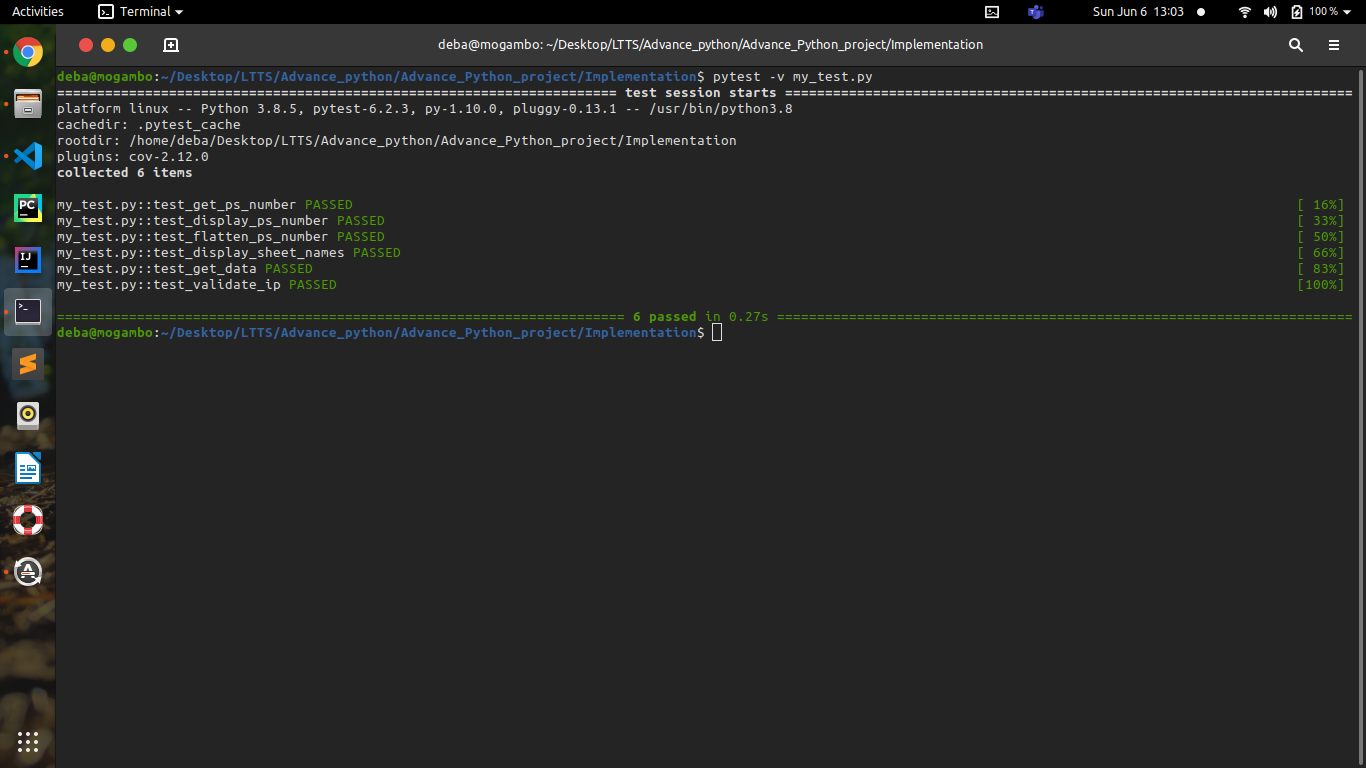 Activities Terminal Sun Jun 6 13:03 100 %
deba@mogambo: ~/Desktop/LTTS/Advance_python/Advance_Python_project/Implementation
deba@mogambo:~/Desktop/LTTS/Advance_python/Advance_Python_project/Implementation$ pytest -v my_test.py
====================================================================== test session starts =======================================================================
platform linux -- Python 3.8.5, pytest-6.2.3, py-1.10.0, pluggy-0.13.1 -- /usr/bin/python3.8
cachedir: .pytest_cache
rootdir: /home/deba/Desktop/LTTS/Advance_python/Advance_Python_project/Implementation
plugins: cov-2.12.0
collected 6 items
my_test.py::test_get_ps_number PASSED [ 16%]
my_test.py::test_display_ps_number PASSED [ 33%]
my_test.py::test_flatten_ps_number PASSED [ 50%]
my_test.py::test_display_sheet_names PASSED [ 66%]
my_test.py::test_get_data PASSED [ 83%]
my_test.py::test_validate_ip PASSED [100%]
======================================================================= 6 passed in 0.27s ========================================================================
deba@mogambo:~/Desktop/LTTS/Advance_python/Advance_Python_project/Implementation$
PC
IJ